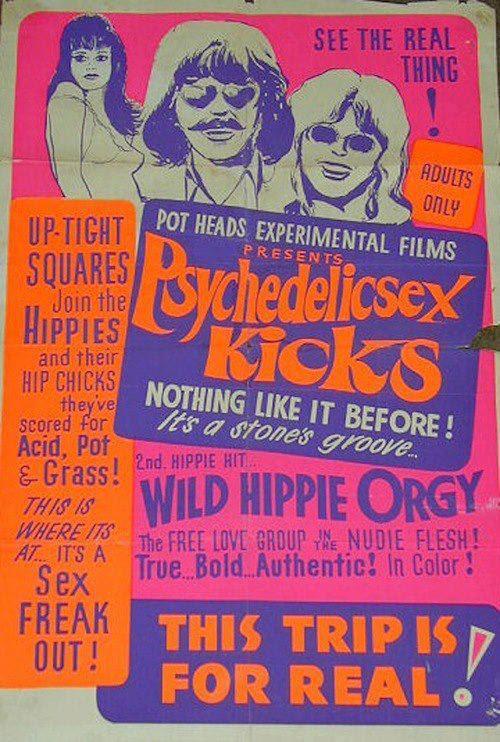 SEE THE REAL
THING
!
ADULTS
ONLY
UP-TIGHT
SQUARES
Join the
HIPPIES
and their
HIP CHICKS
they've
scored for
Acid, Pot
& Grass!
THIS IS
WHERE ITS
AT... IT'S A
Sex
FREAK
OUT!
POT HEADS EXPERIMENTAL FILMS
PRESENTS
Psychedelicsex
Kicks
NOTHING LIKE IT BEFORE!
It's a stone's groove...
2nd. HIPPIE HIT...
WILD HIPPIE ORGY
The FREE LOVE GROUP IN THE NUDIE FLESH!
True...Bold...Authentic! In Color!
THIS TRIP IS
FOR REAL!